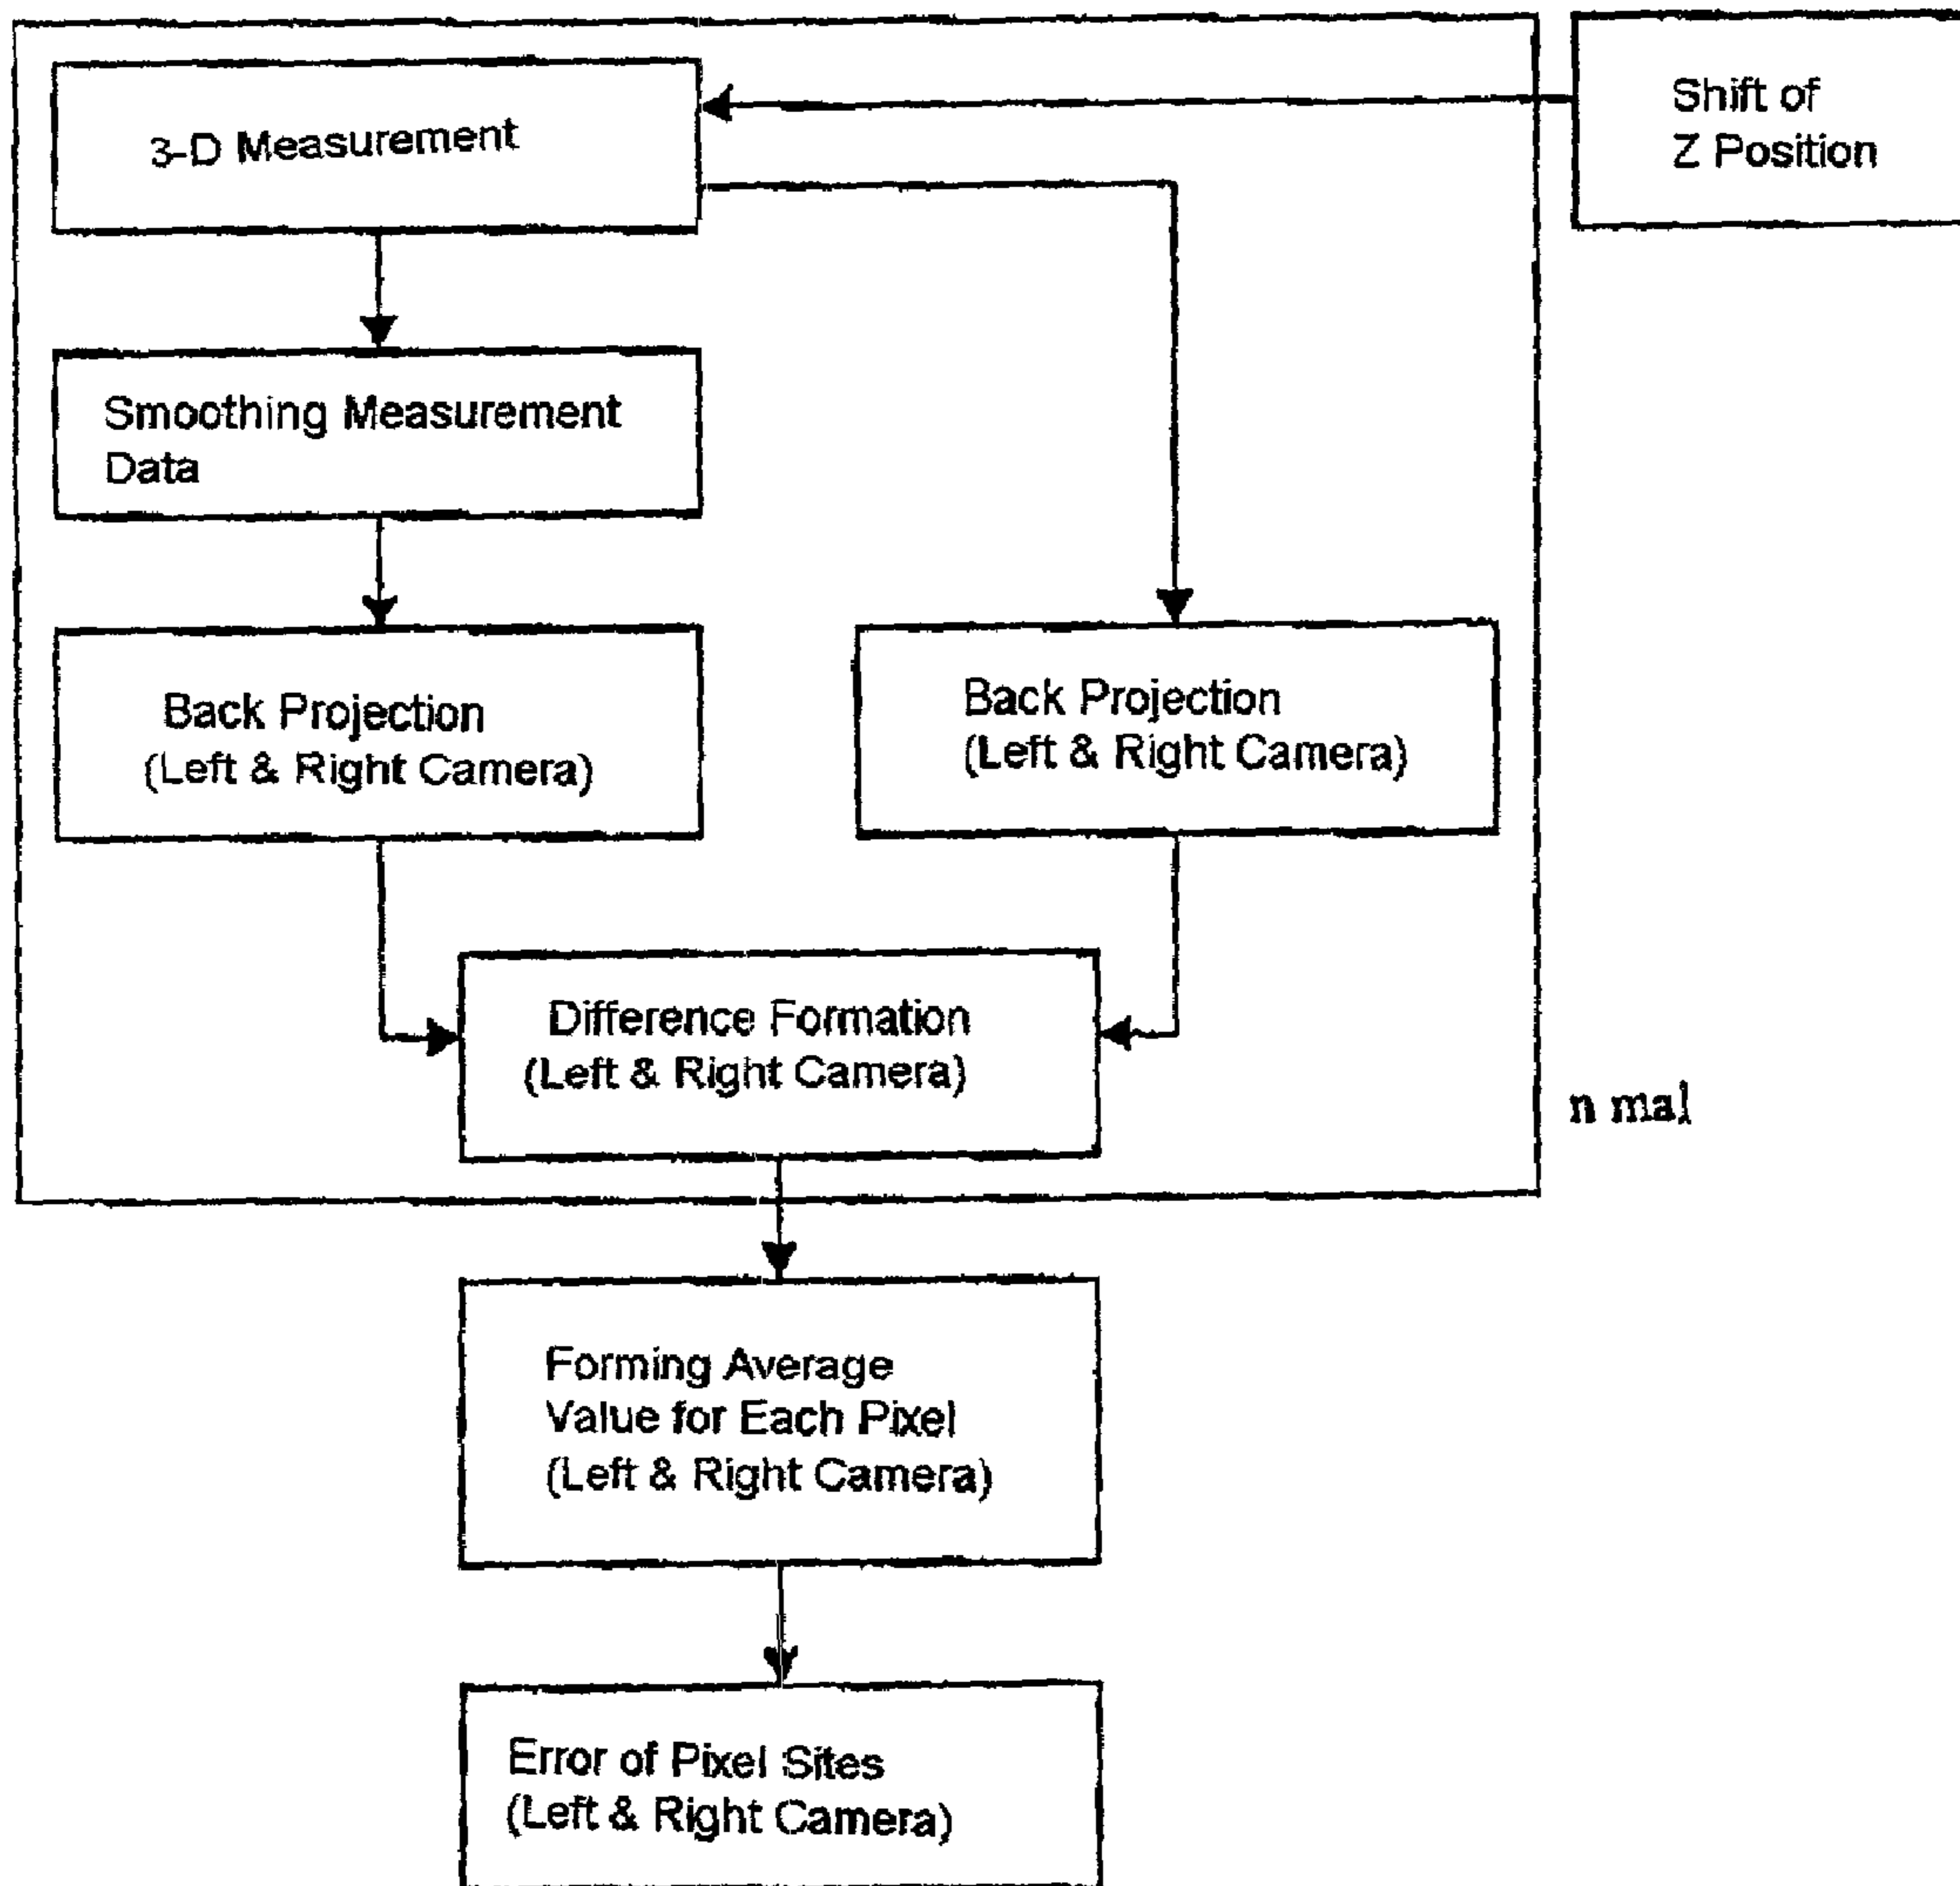 3-D Measurement
Shift of
Z Position
Smoothing Measurement
Data
Back Projection
(Left & Right Camera)
Back Projection
(Left & Right Camera)
Difference Formation
(Left & Right Camera)
n mal
Forming Average
Value for Each Pixel
(Left & Right Camera)
Error of Pixel Sites
(Left & Right Camera)